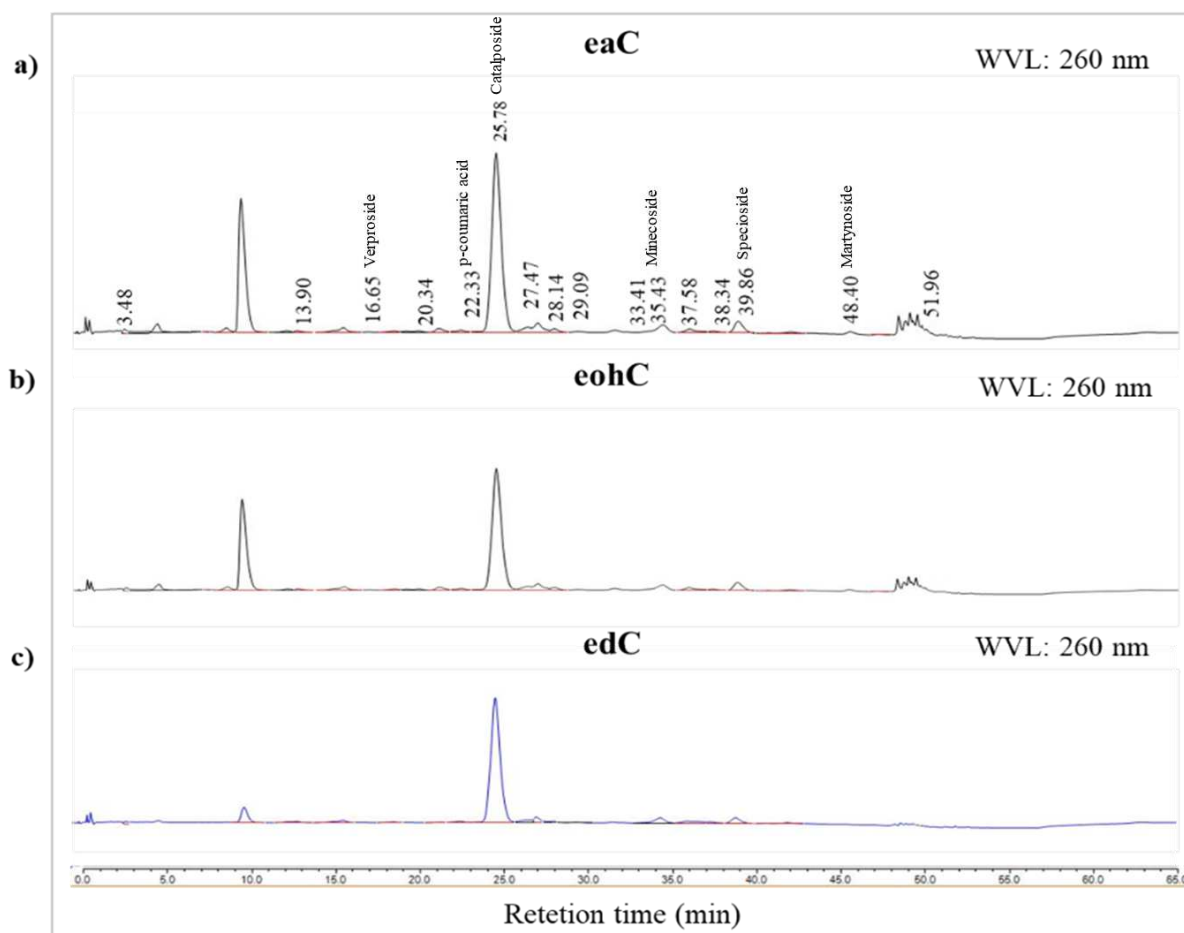 a)
eaC
WVL: 260 nm
3.48
13.90
16.65 Verproside
20.34
22.33 p-coumaric acid
25.78 Catalposide
27.47
28.14
29.09
33.41
35.43 Minecoside
37.58
38.34
39.86 Specioside
48.40 Martynoside
51.96
b)
eohC
WVL: 260 nm
c)
edC
WVL: 260 nm
0.0 5.0 10.0 15.0 20.0 25.0 30.0 35.0 40.0 45.0 50.0 55.0 60.0 65.0
Retetion time (min)